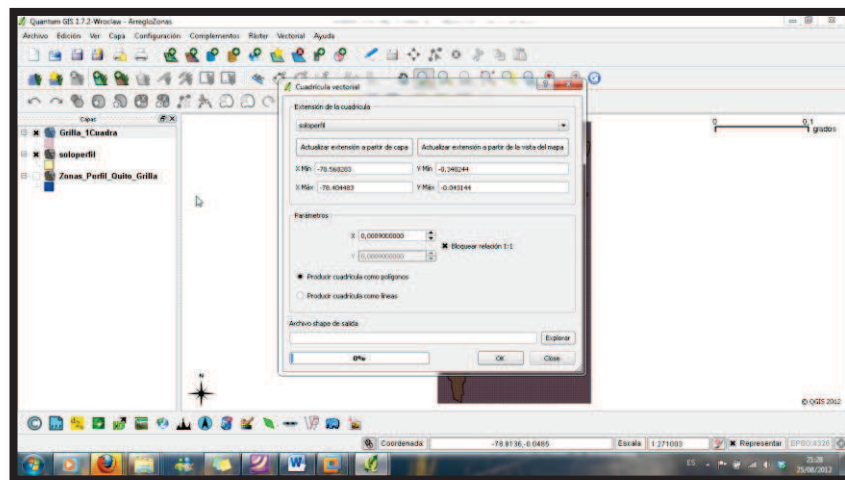 Quantum GIS 1.7.2-Wroclaw - ArregloZonas
Archivo Edición Ver Capa Configuración Complementos Ráster Vectorial Ayuda
Cuadrícula vectorial
Capas
Extensión de la cuadrícula
Grilla_1Cuadra
soloperfil
Zonas_Perfil_Quito_Grilla
soloperfil
Actualizar extensión a partir de capa
Actualizar extensión a partir de la vista del mapa
X Mín -78.560283 Y Mín -0.348244
X Máx -78.404483 Y Máx -0.043144
Parámetros
X 0,0089000000
Y 0,0089000000
Bloquear relación 1:1
Producir cuadrícula como polígonos
Producir cuadrícula como líneas
Archivo shape de salida
Explorar
0%
OK
Close
0 0,1
grados
N
© QGIS 2012
Coordenada: -78.8136,-0.0485 Escala 1:271003 Representar EPSG:4326
ES
21:28
25/08/2012